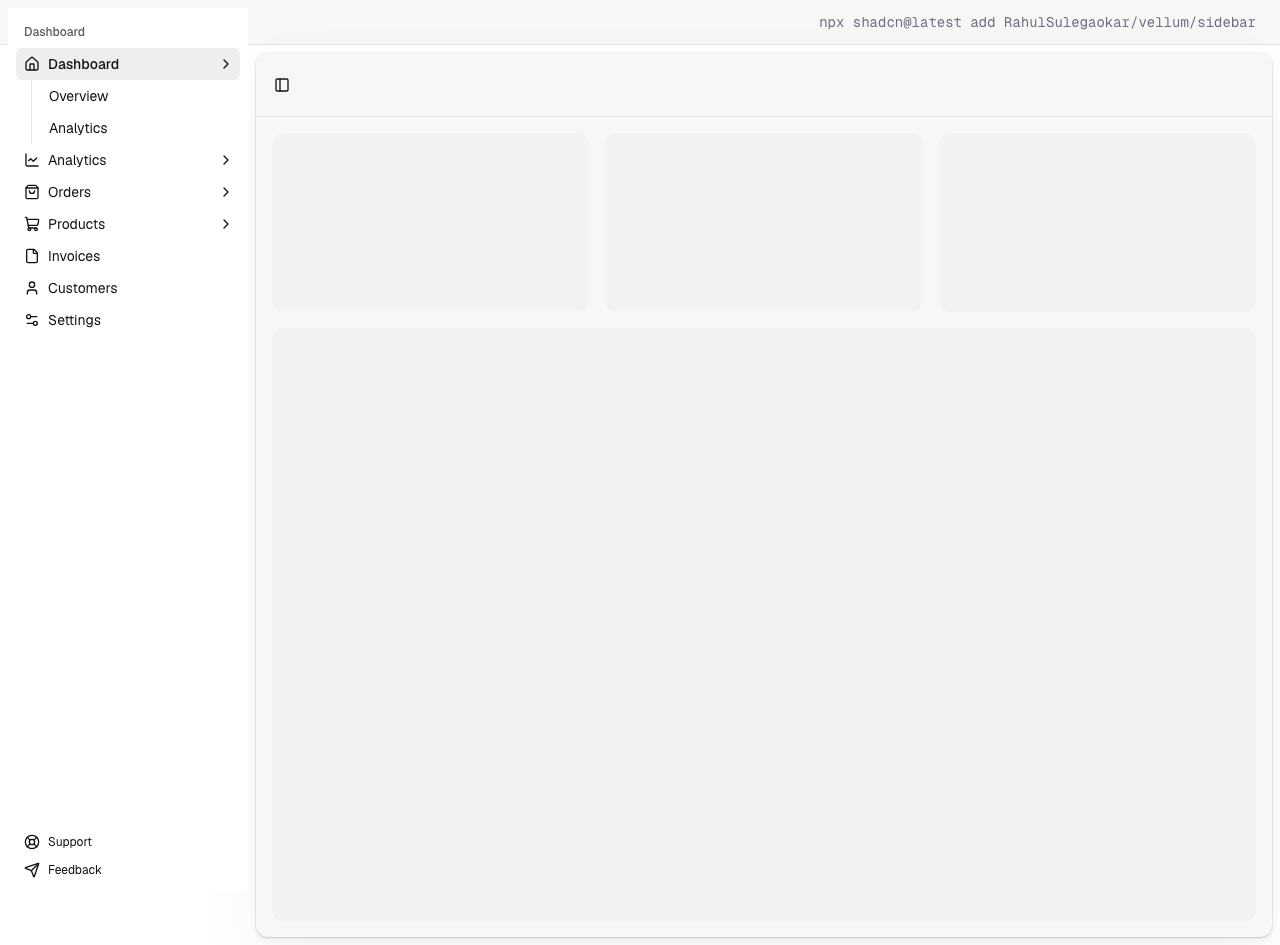 npx shadcn@latest add RahulSulegaokar/vellum/sidebar
Dashboard
Dashboard
Overview
Analytics
Analytics
Orders
Products
Invoices
Customers
Settings
Support
Feedback